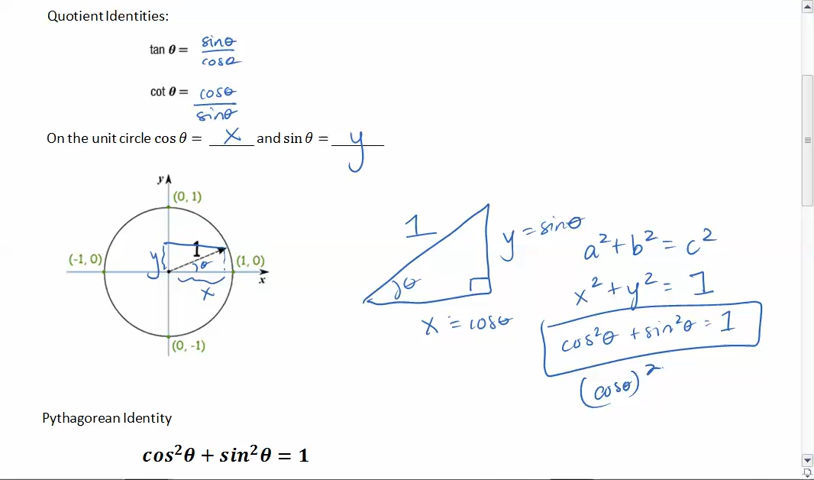 Quotient Identities:
tan θ = sinθ/cosθ
cot θ = cosθ/sinθ
On the unit circle cos θ = x and sin θ = y
y
(0, 1)
(-1, 0)
y
1
θ
(1, 0)
x
x
(0, -1)
1
θ
y = sinθ
x = cosθ
a² + b² = c²
x² + y² = 1
cos²θ + sin²θ = 1
(cosθ)²
Pythagorean Identity
cos²θ + sin²θ = 1